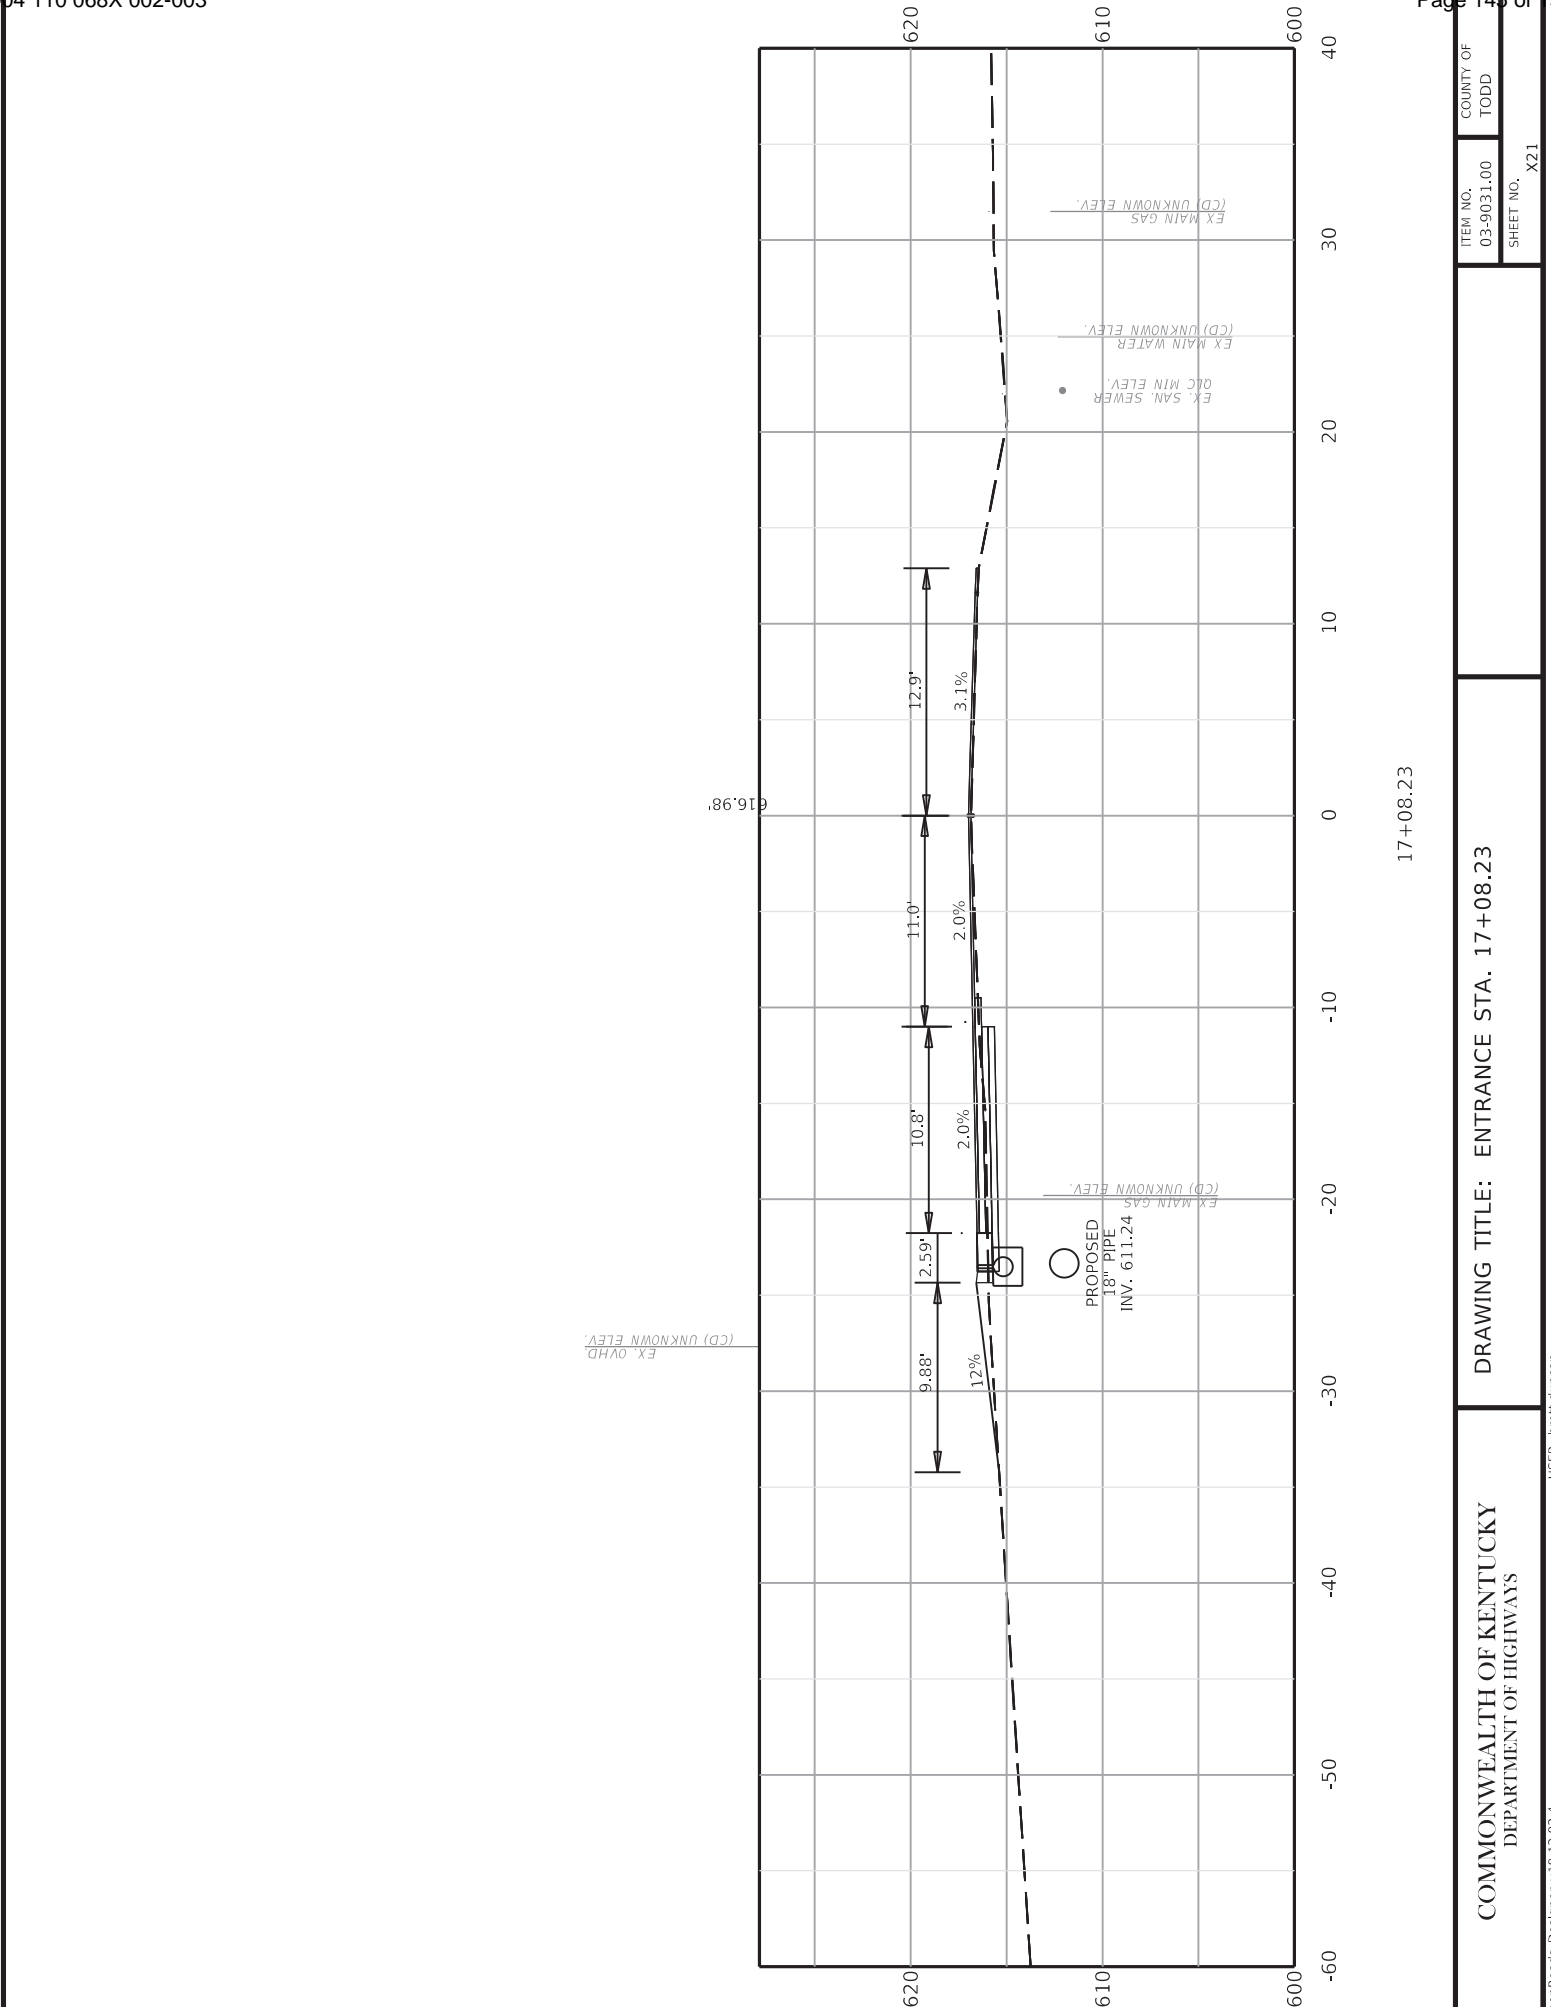 04 110 068X 002-003
620
610
600
40
30
20
10
0
-10
-20
-30
-40
-50
-60
620
610
600
EX MAIN GAS
(CD) UNKNOWN ELEV.
EX MAIN WATER
(CD) UNKNOWN ELEV.
EX. SAN. SEWER
QLC MIN ELEV.
12.9'
3.1%
616.98'
11.0'
2.0%
10.8'
2.0%
EX MAIN GAS
(CD) UNKNOWN ELEV.
2.59'
PROPOSED
18" PIPE
INV. 611.24
EX. OVHD.
(CD) UNKNOWN ELEV.
9.88'
12%
17+08.23
COUNTY OF
TODD
ITEM NO.
03-9031.00
SHEET NO.
X21
DRAWING TITLE: ENTRANCE STA. 17+08.23
COMMONWEALTH OF KENTUCKY
DEPARTMENT OF HIGHWAYS